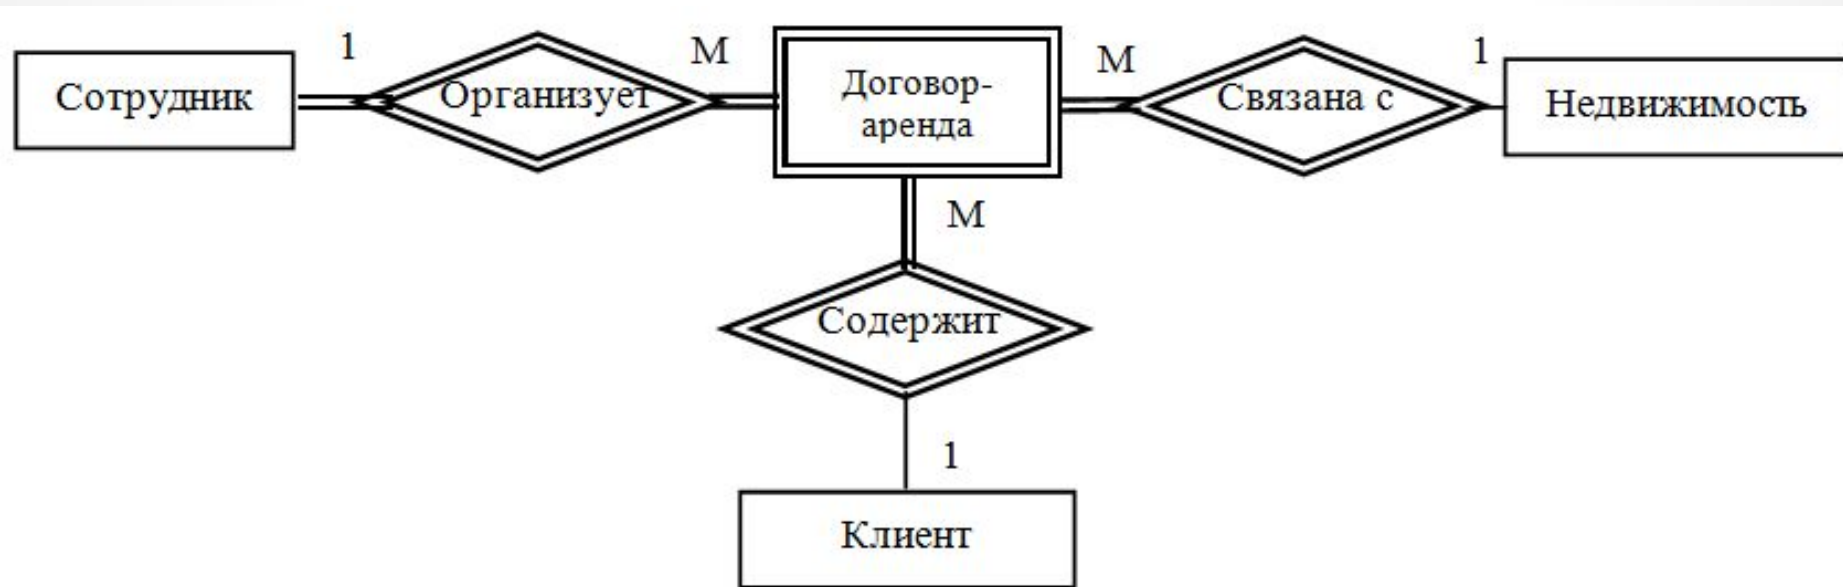 1
М
М
1
Сотрудник
Организует
Договор-
аренда
Связана с
Недвижимость
М
Содержит
1
Клиент